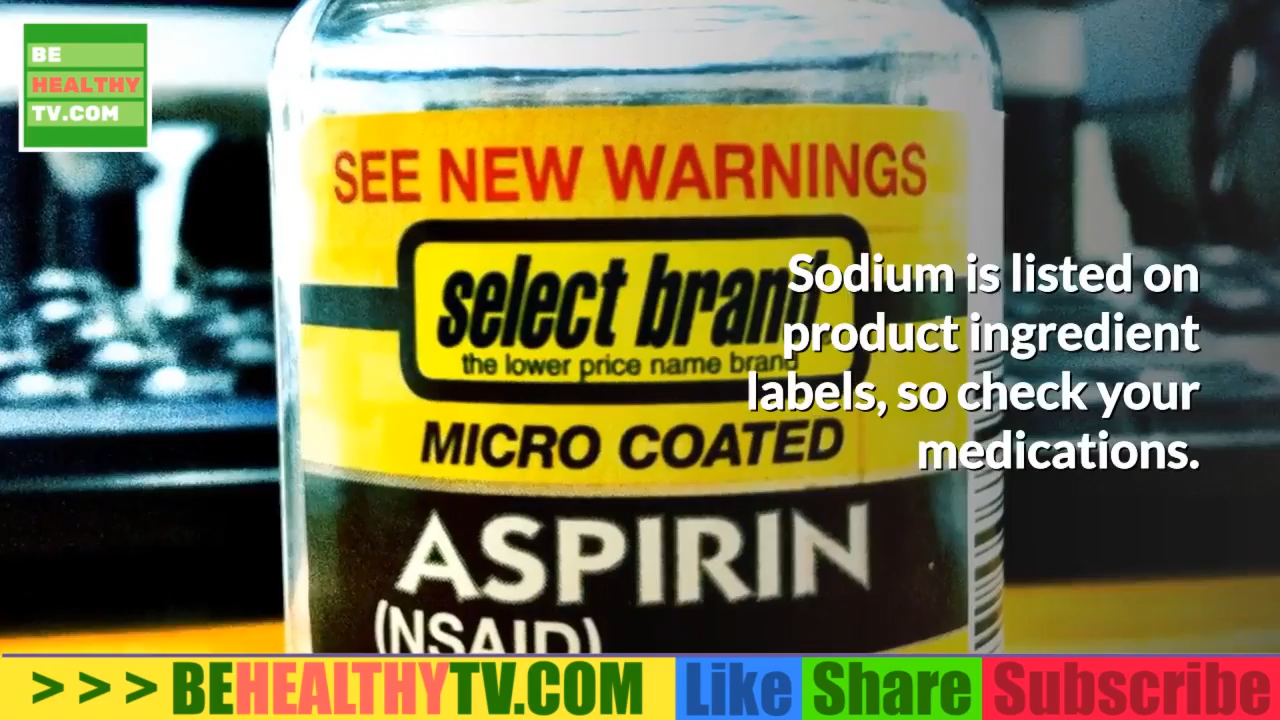 BE
HEALTHY
TV.COM
SEE NEW WARNINGS
select brand
the lower price name brand
MICRO COATED
ASPIRIN
(NSAID)
Sodium is listed on
product ingredient
labels, so check your
medications.
> > > BEHEALTHYTV.COM Like Share Subscribe